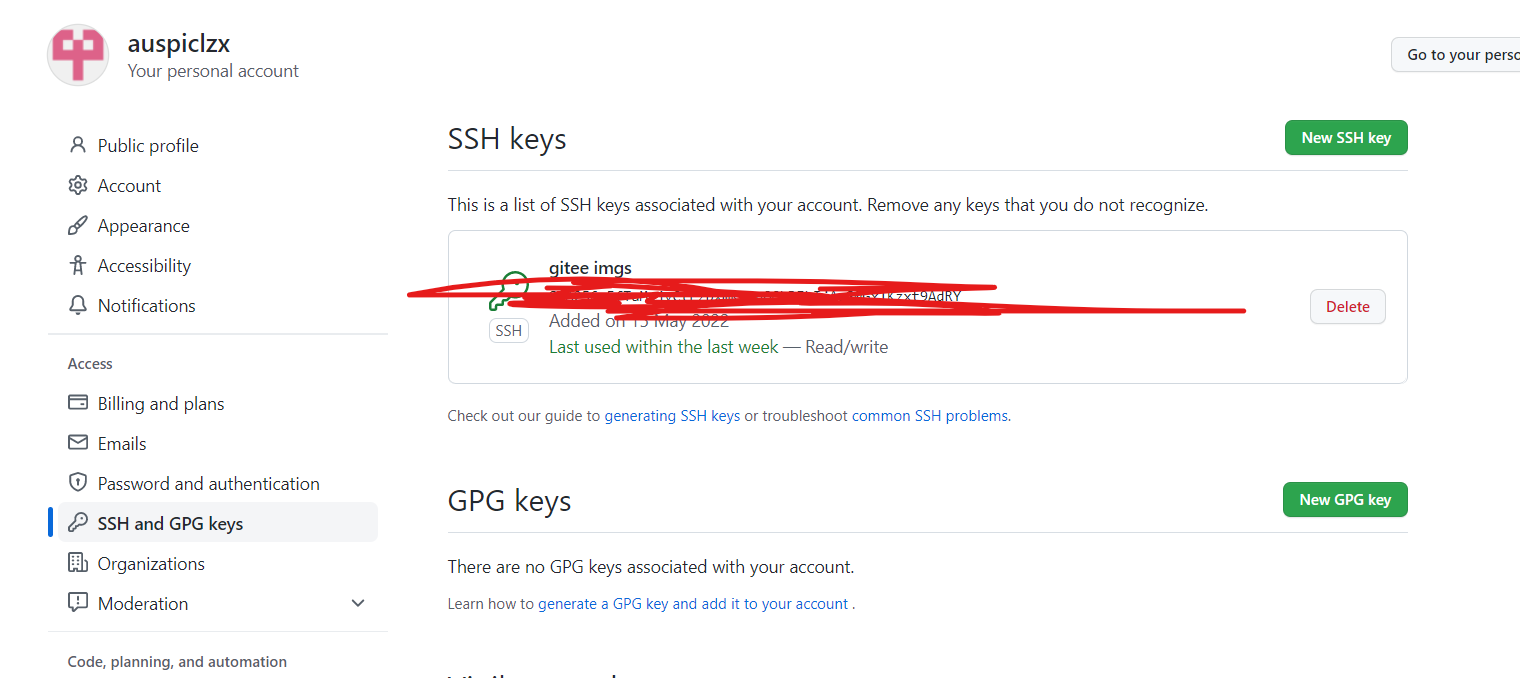 auspiclzx
Your personal account
Go to your perso
Public profile
Account
Appearance
Accessibility
Notifications
Access
Billing and plans
Emails
Password and authentication
SSH and GPG keys
Organizations
Moderation
Code, planning, and automation
SSH keys
New SSH key
This is a list of SSH keys associated with your account. Remove any keys that you do not recognize.
gitee imgs
SSH
Added on 15 May 2022
Last used within the last week — Read/write
Delete
Check out our guide to generating SSH keys or troubleshoot common SSH problems.
GPG keys
New GPG key
There are no GPG keys associated with your account.
Learn how to generate a GPG key and add it to your account .